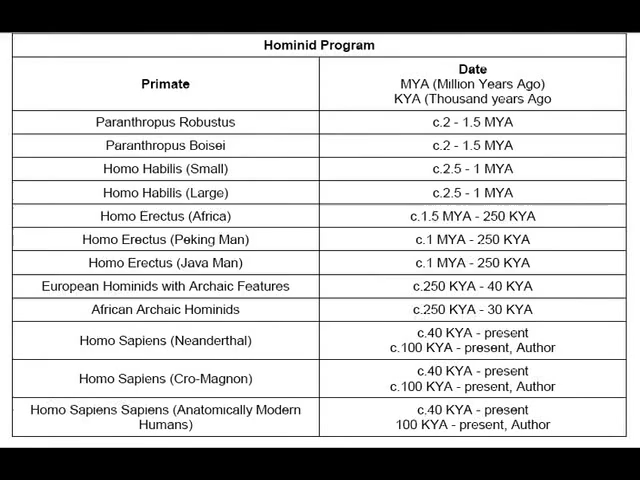 Hominid Program
Primate
Date
MYA (Million Years Ago)
KYA (Thousand years Ago
Paranthropus Robustus
c.2 - 1.5 MYA
Paranthropus Boisei
c.2 - 1.5 MYA
Homo Habilis (Small)
c.2.5 - 1 MYA
Homo Habilis (Large)
c.2.5 - 1 MYA
Homo Erectus (Africa)
c.1.5 MYA - 250 KYA
Homo Erectus (Peking Man)
c.1 MYA - 250 KYA
Homo Erectus (Java Man)
c.1 MYA - 250 KYA
European Hominids with Archaic Features
c.250 KYA - 40 KYA
African Archaic Hominids
c.250 KYA - 30 KYA
Homo Sapiens (Neanderthal)
c.40 KYA - present
c.100 KYA - present, Author
Homo Sapiens (Cro-Magnon)
c.40 KYA - present
c.100 KYA - present, Author
Homo Sapiens Sapiens (Anatomically Modern
Humans)
c.40 KYA - present
100 KYA - present, Author